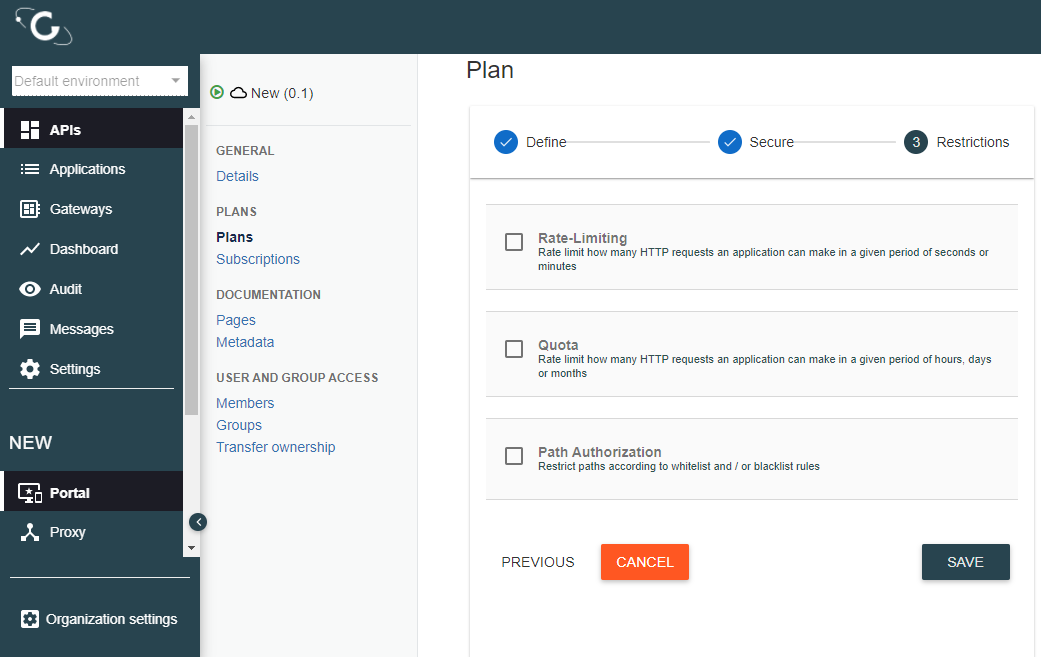 Default environment
APIs
Applications
Gateways
Dashboard
Audit
Messages
Settings
NEW
Portal
Proxy
Organization settings
New (0.1)
GENERAL
Details
PLANS
Plans
Subscriptions
DOCUMENTATION
Pages
Metadata
USER AND GROUP ACCESS
Members
Groups
Transfer ownership
Plan
Define
Secure
3 Restrictions
Rate-Limiting
Rate limit how many HTTP requests an application can make in a given period of seconds or
minutes
Quota
Rate limit how many HTTP requests an application can make in a given period of hours, days
or months
Path Authorization
Restrict paths according to whitelist and / or blacklist rules
PREVIOUS
CANCEL
SAVE